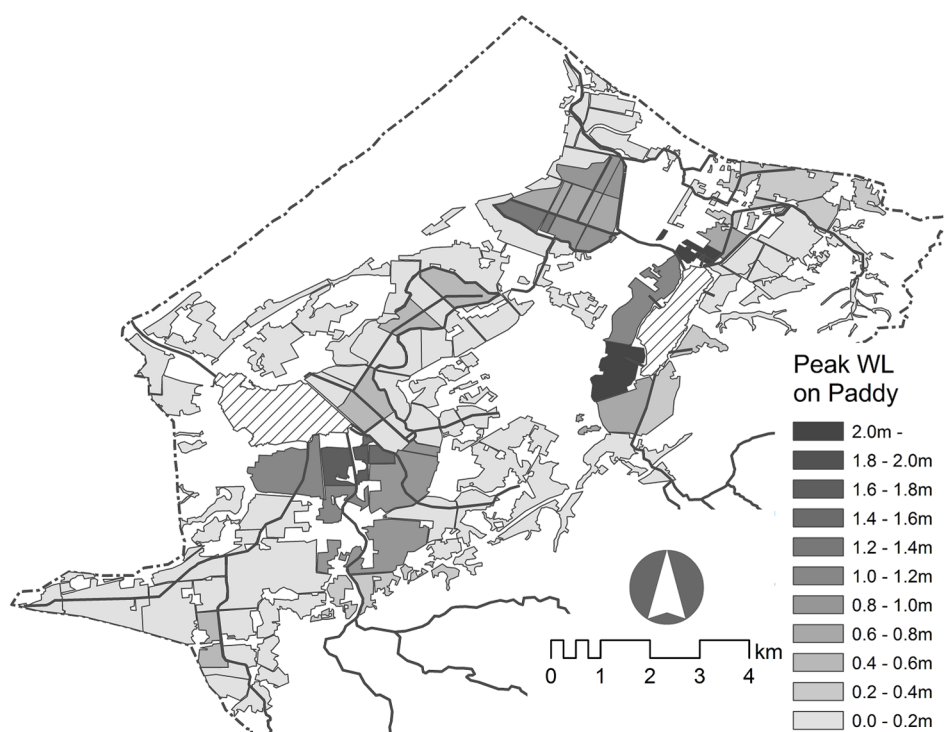 Peak WL
on Paddy
2.0m -
1.8 - 2.0m
1.6 - 1.8m
1.4 - 1.6m
1.2 - 1.4m
1.0 - 1.2m
0.8 - 1.0m
0.6 - 0.8m
0.4 - 0.6m
0.2 - 0.4m
0.0 - 0.2m
km
0 1 2 3 4